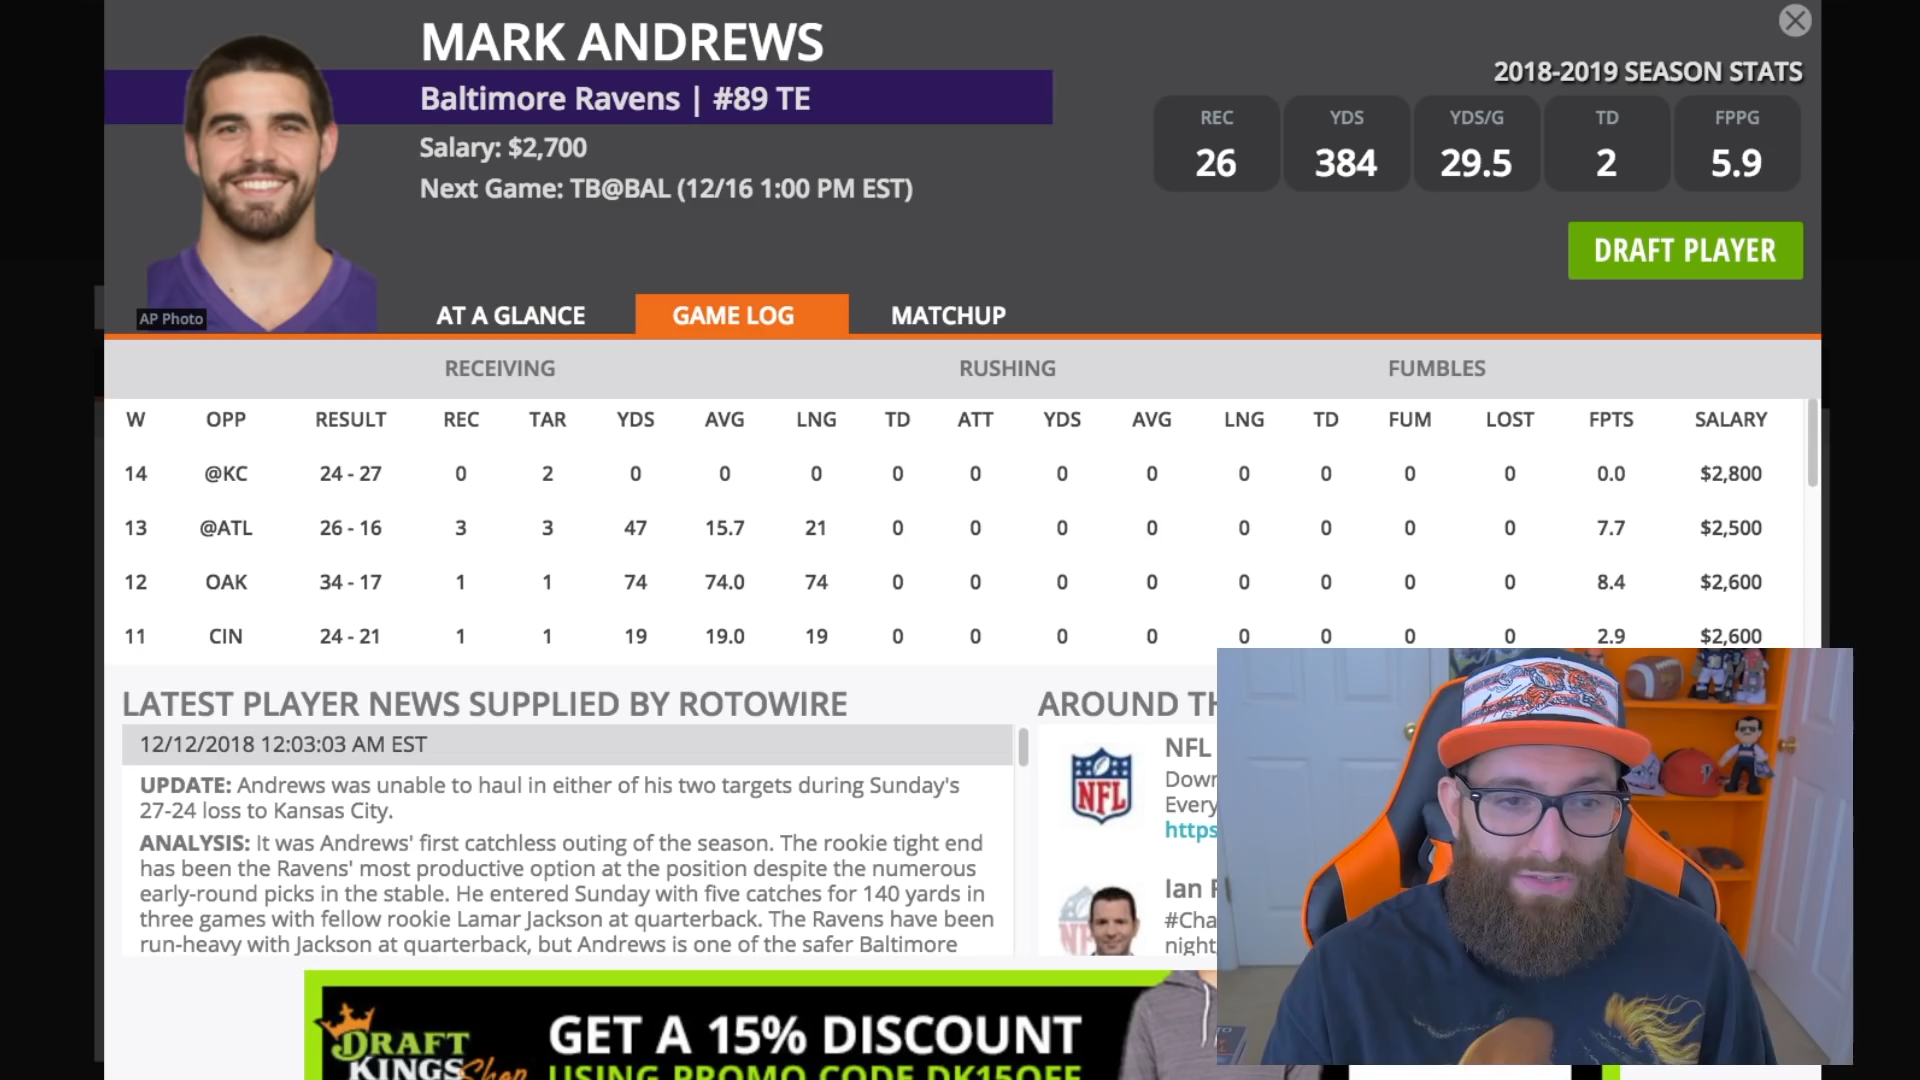 MARK ANDREWS
Baltimore Ravens | #89 TE
Salary: $2,700
Next Game: TB@BAL (12/16 1:00 PM EST)
AP Photo
2018-2019 SEASON STATS
REC YDS YDS/G TD FPPG
26 384 29.5 2 5.9
DRAFT PLAYER
AT A GLANCE GAME LOG MATCHUP
RECEIVING RUSHING FUMBLES
W OPP RESULT REC TAR YDS AVG LNG TD ATT YDS AVG LNG TD FUM LOST FPTS SALARY
14 @KC 24 - 27 0 2 0 0 0 0 0 0 0 0 0 0 0 0.0 $2,800
13 @ATL 26 - 16 3 3 47 15.7 21 0 0 0 0 0 0 0 0 7.7 $2,500
12 OAK 34 - 17 1 1 74 74.0 74 0 0 0 0 0 0 0 0 8.4 $2,600
11 CIN 24 - 21 1 1 19 19.0 19 0 0 0 0 0 0 0 0 2.9 $2,600
LATEST PLAYER NEWS SUPPLIED BY ROTOWIRE
12/12/2018 12:03:03 AM EST
UPDATE: Andrews was unable to haul in either of his two targets during Sunday's
27-24 loss to Kansas City.
ANALYSIS: It was Andrews' first catchless outing of the season. The rookie tight end
has been the Ravens' most productive option at the position despite the numerous
early-round picks in the stable. He entered Sunday with five catches for 140 yards in
three games with fellow rookie Lamar Jackson at quarterback. The Ravens have been
run-heavy with Jackson at quarterback, but Andrews is one of the safer Baltimore
AROUND TH
NFL
NFL
Down
Every
https
Ian
#Cha
night
DRAFT
KINGS Shop
GET A 15% DISCOUNT
USING PROMO CODE DK15OFF